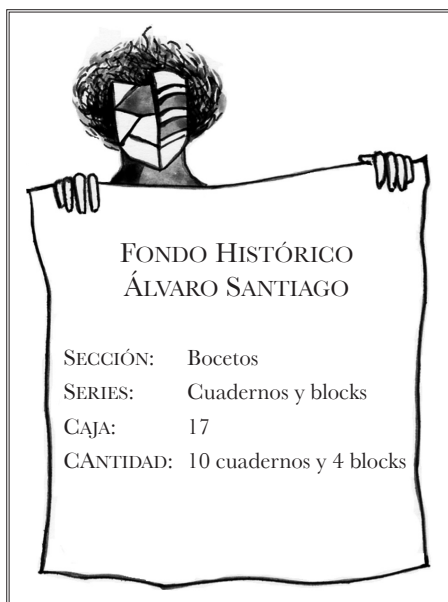 FONDO HISTÓRICO
ÁLVARO SANTIAGO
SECCIÓN: Bocetos
SERIES: Cuadernos y blocks
CAJA: 17
CANTIDAD: 10 cuadernos y 4 blocks